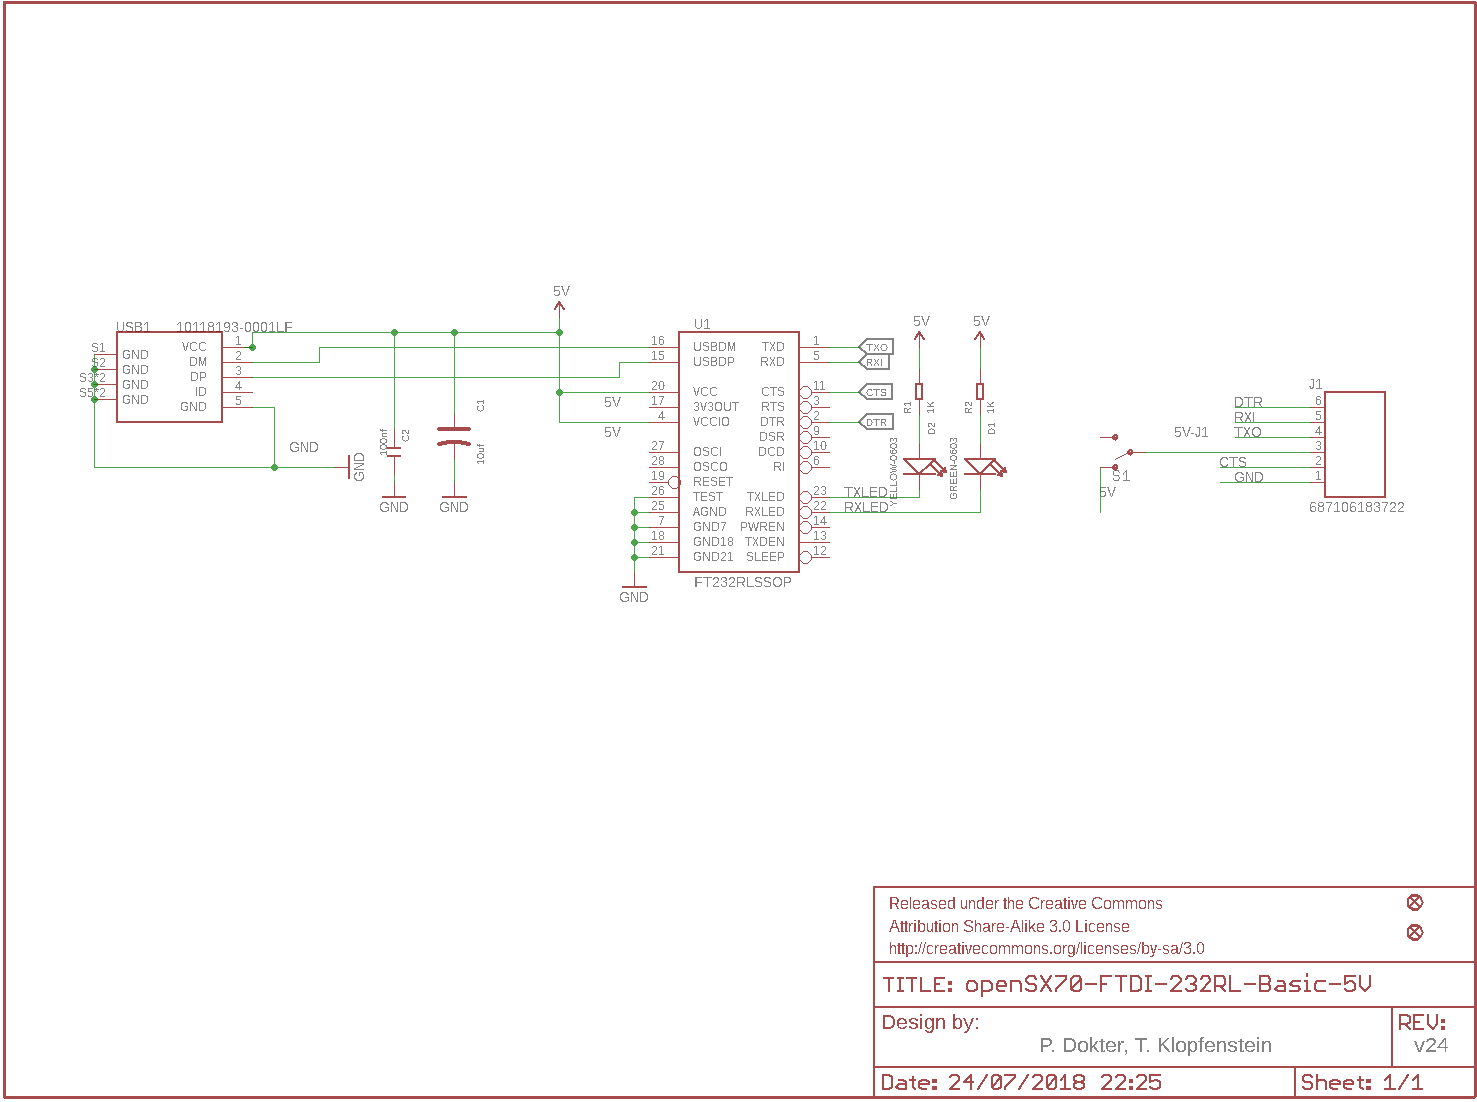 5V
USB1 10118193-0001LF
S1
S2
GND
GND
GND
GND
VCC
DM
DP
ID
GND
1
2
3
4
5
GND
GND
100nf
C2
GND
C1
10uf
GND
5V
5V
U1
16
15
20
17
4
27
28
19
26
25
7
18
21
USBDM TXD
USBDP RXD
VCC CTS
3V3OUT RTS
VCCIO DTR
DSR
OSCI DCD
OSCO RI
RESET
TEST TXLED
AGND RXLED
GND7 PWREN
GND18 TXDEN
GND21 SLEEP
1
5
11
3
2
9
10
6
23
22
14
13
12
FT232RLSSOP
GND
TXO
RXI
CTS
DTR
TXLED
RXLED
5V
R1
1K
D2
YELLOW-0603
5V
R2
1K
D1
GREEN-0603
S1
5V
5V-J1
J1
DTR 6
RXI 5
TXO 4
3
CTS 2
GND 1
687106183722
Released under the Creative Commons
Attribution Share-Alike 3.0 License
http://creativecommons.org/licenses/by-sa/3.0
TITLE: openSX70-FTDI-232RL-Basic-5V
Design by:
P. Dokter, T. Klopfenstein
REV:
v24
Date: 24/07/2018 22:25
Sheet: 1/1